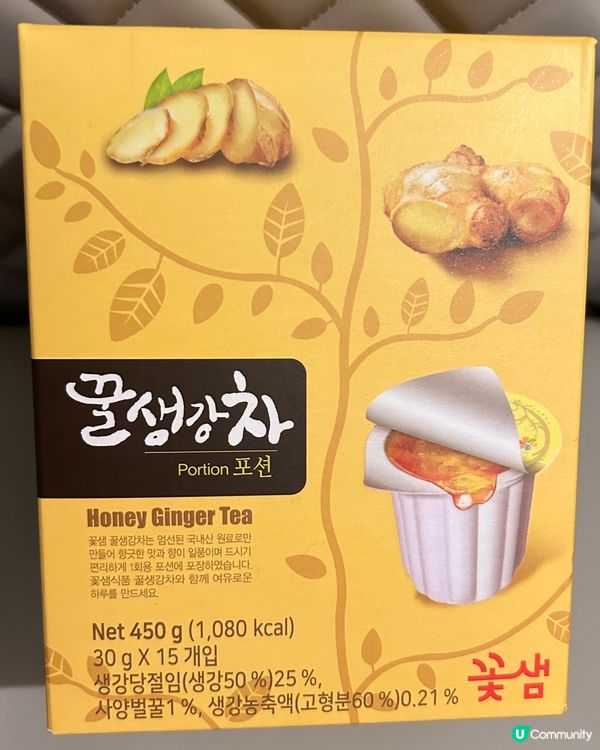 꿀생강차
Portion 포션
Honey Ginger Tea
꽃샘 꿀생강차는 엄선된 국내산 원료로만
만들어 향긋한 맛과 향이 일품이며 드시기
편리하게 1회용 포션에 포장하였습니다.
꽃샘식품 꿀생강차와 함께 여유로운
하루를 만드세요.
Net 450 g (1,080 kcal)
30 g X 15 개입
생강당절임(생강50 %)25 %,
사양벌꿀1 %, 생강농축액(고형분60 %)0.21 %
꽃샘
U Community